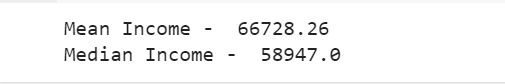 Mean Income -  66728.26
Median Income -  58947.0